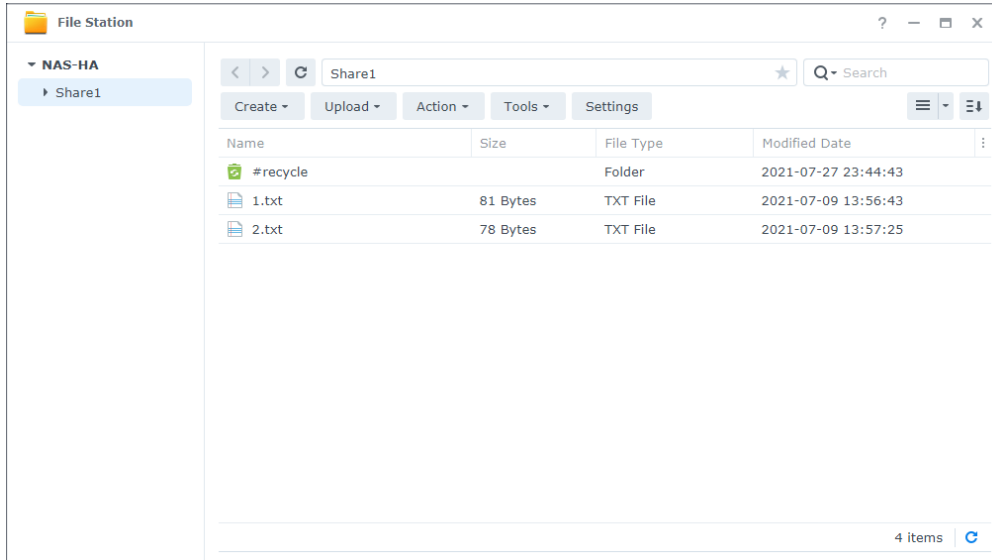 File Station
NAS-HA
Share1
Share1
Search
Create Upload Action Tools Settings
Name Size File Type Modified Date
#recycle Folder 2021-07-27 23:44:43
1.txt 81 Bytes TXT File 2021-07-09 13:56:43
2.txt 78 Bytes TXT File 2021-07-09 13:57:25
4 items